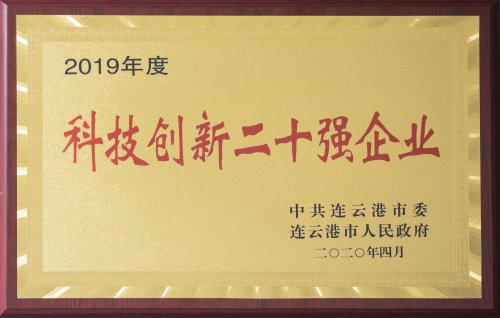 2019年度
科技创新二十强企业
中共连云港市委
连云港市人民政府
二〇二〇年四月